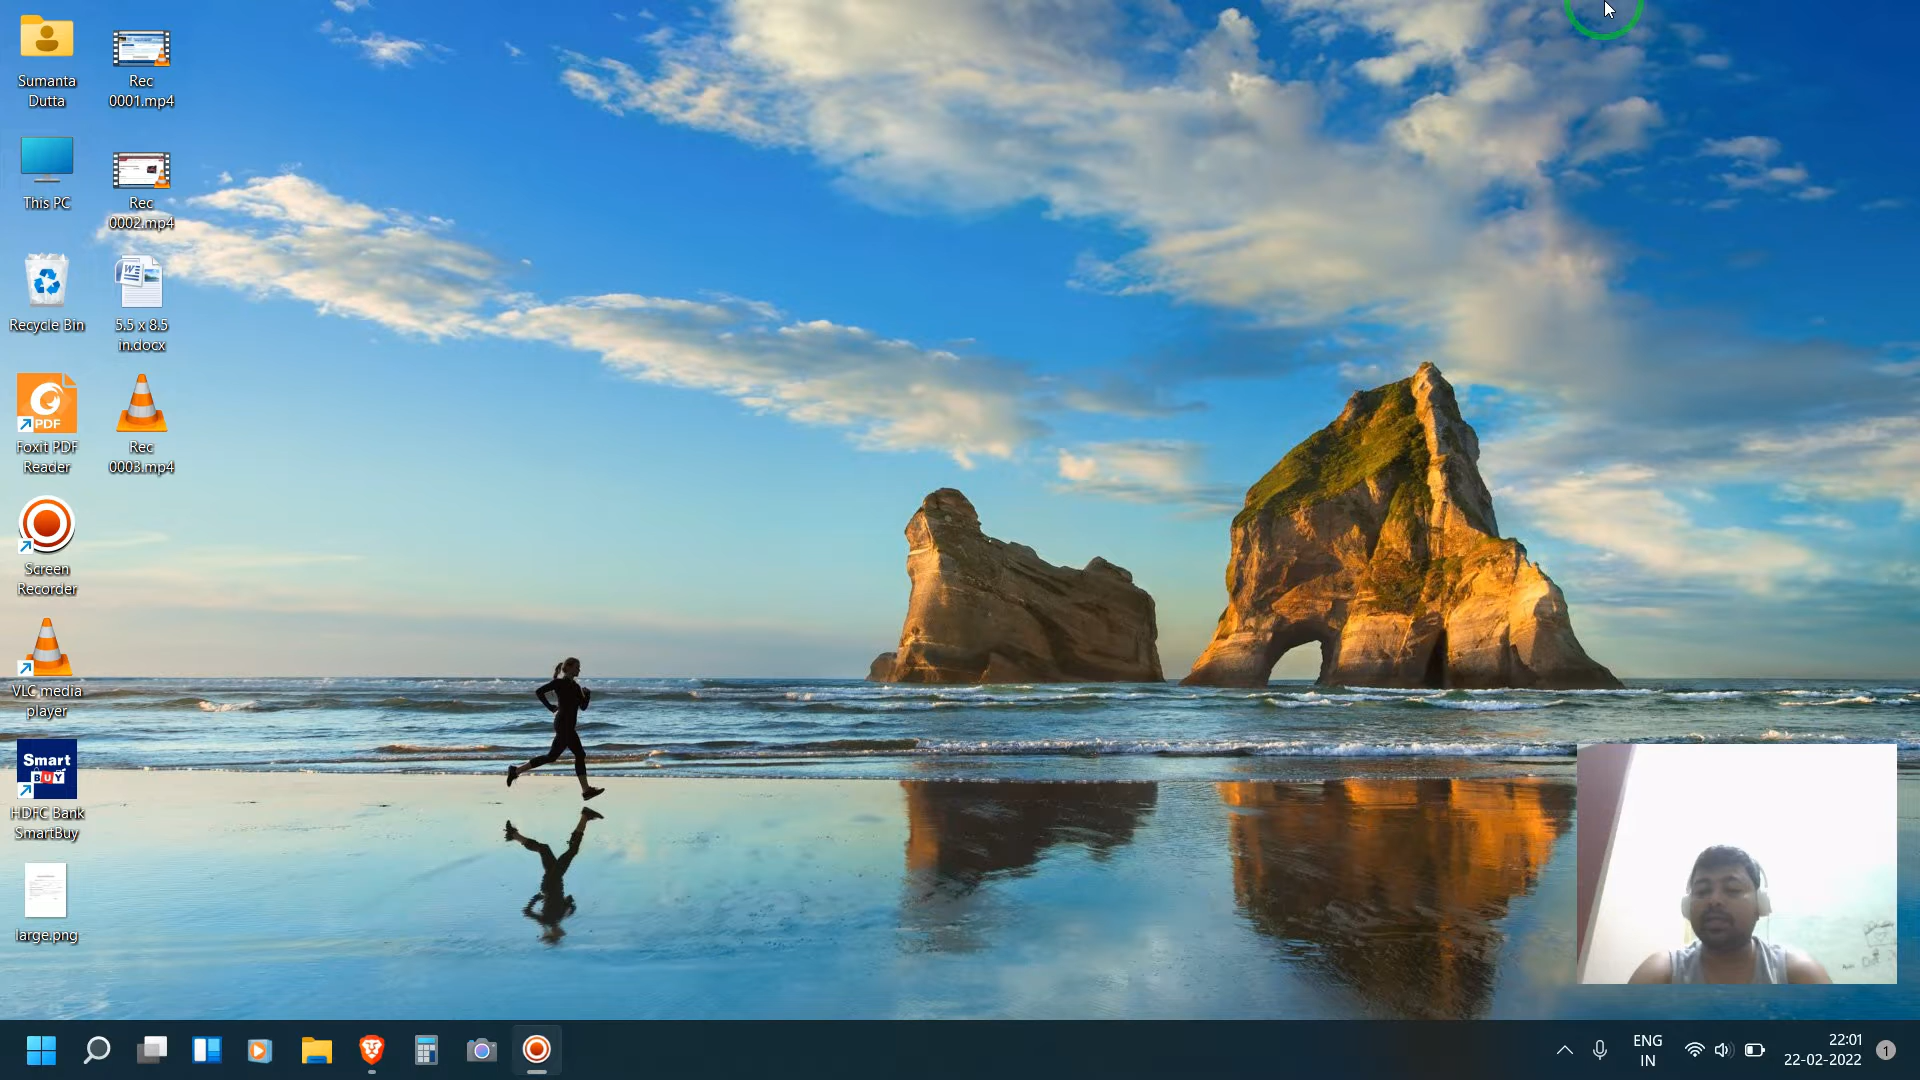 Sumanta
Dutta
Rec
0001.mp4
This PC
Rec
0002.mp4
Recycle Bin
5.5 x 8.5
in.docx
PDF
Foxit PDF
Reader
Rec
0003.mp4
Screen
Recorder
VLC media
player
Smart
BUY
HDFC Bank
SmartBuy
large.png
ENG
IN
22:01
22-02-2022
1